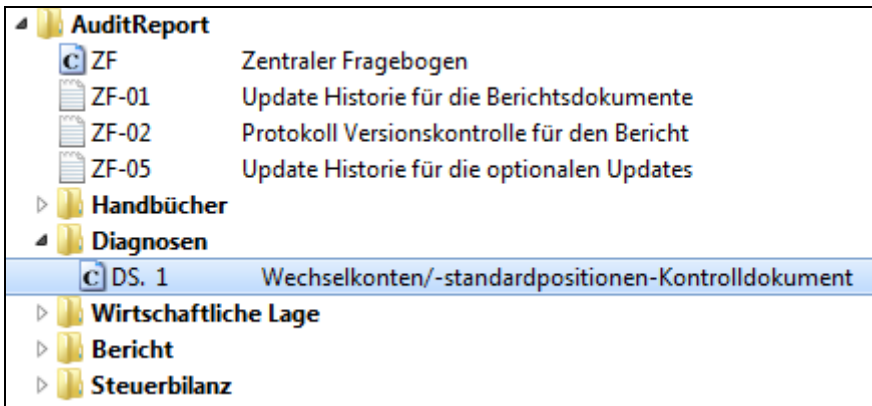 AuditReport
ZF Zentraler Fragebogen
ZF-01 Update Historie für die Berichtsdokumente
ZF-02 Protokoll Versionskontrolle für den Bericht
ZF-05 Update Historie für die optionalen Updates
Handbücher
Diagnosen
DS. 1 Wechselkonten/-standardpositionen-Kontrolldokument
Wirtschaftliche Lage
Bericht
Steuerbilanz